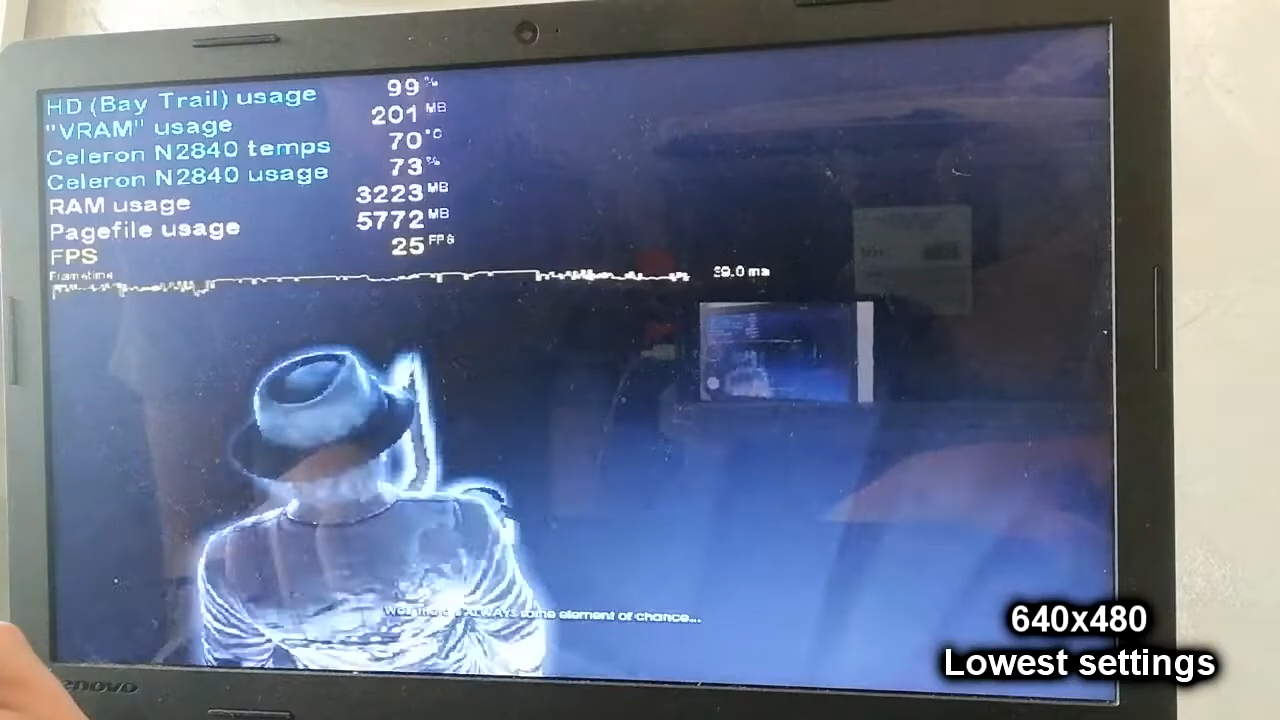 HD (Bay Trail) usage 99 %
"VRAM" usage 201 MB
Celeron N2840 temps 70 °C
Celeron N2840 usage 73 %
RAM usage 3223 MB
Pagefile usage 5772 MB
FPS 25 FPS
Frametime 39.0 ms
ALWAYS some element of chance...
640x480
Lowest settings
enovo